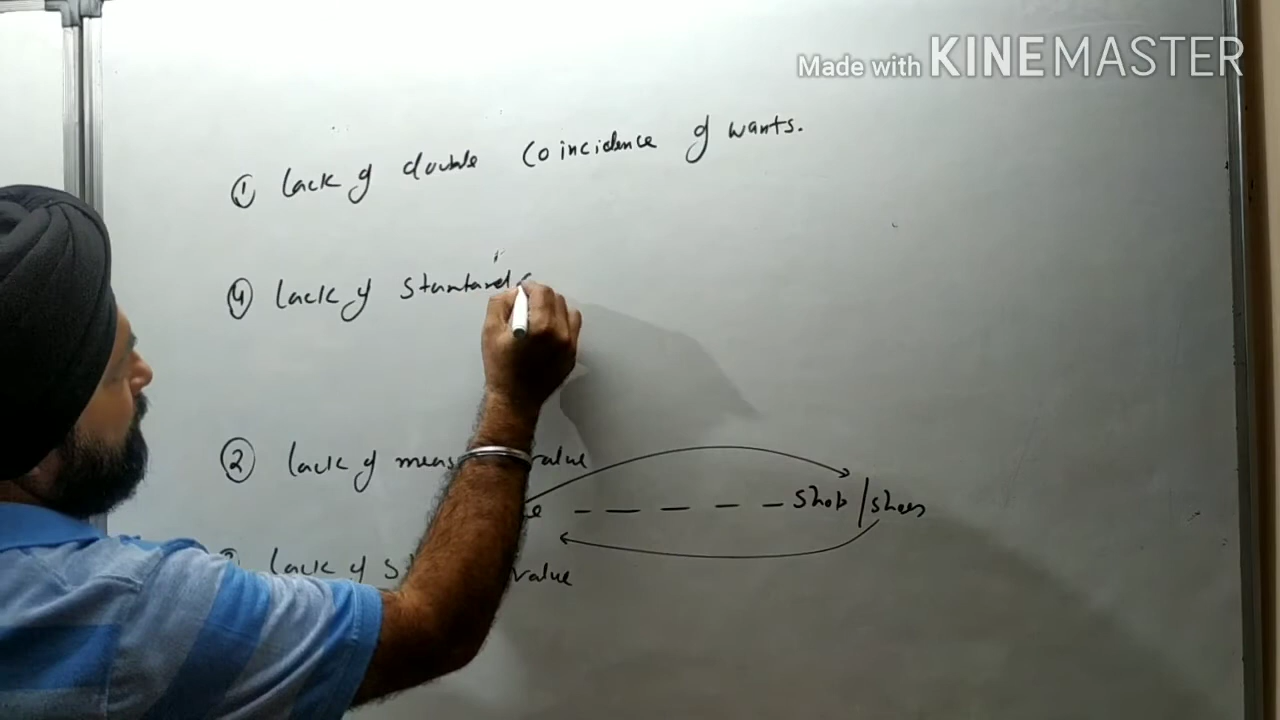 Made with KINEMASTER
① Lack of double Coincidence of wants.
④ Lack of standard
② Lack of meas value
Shop / shoes
Lack of s value